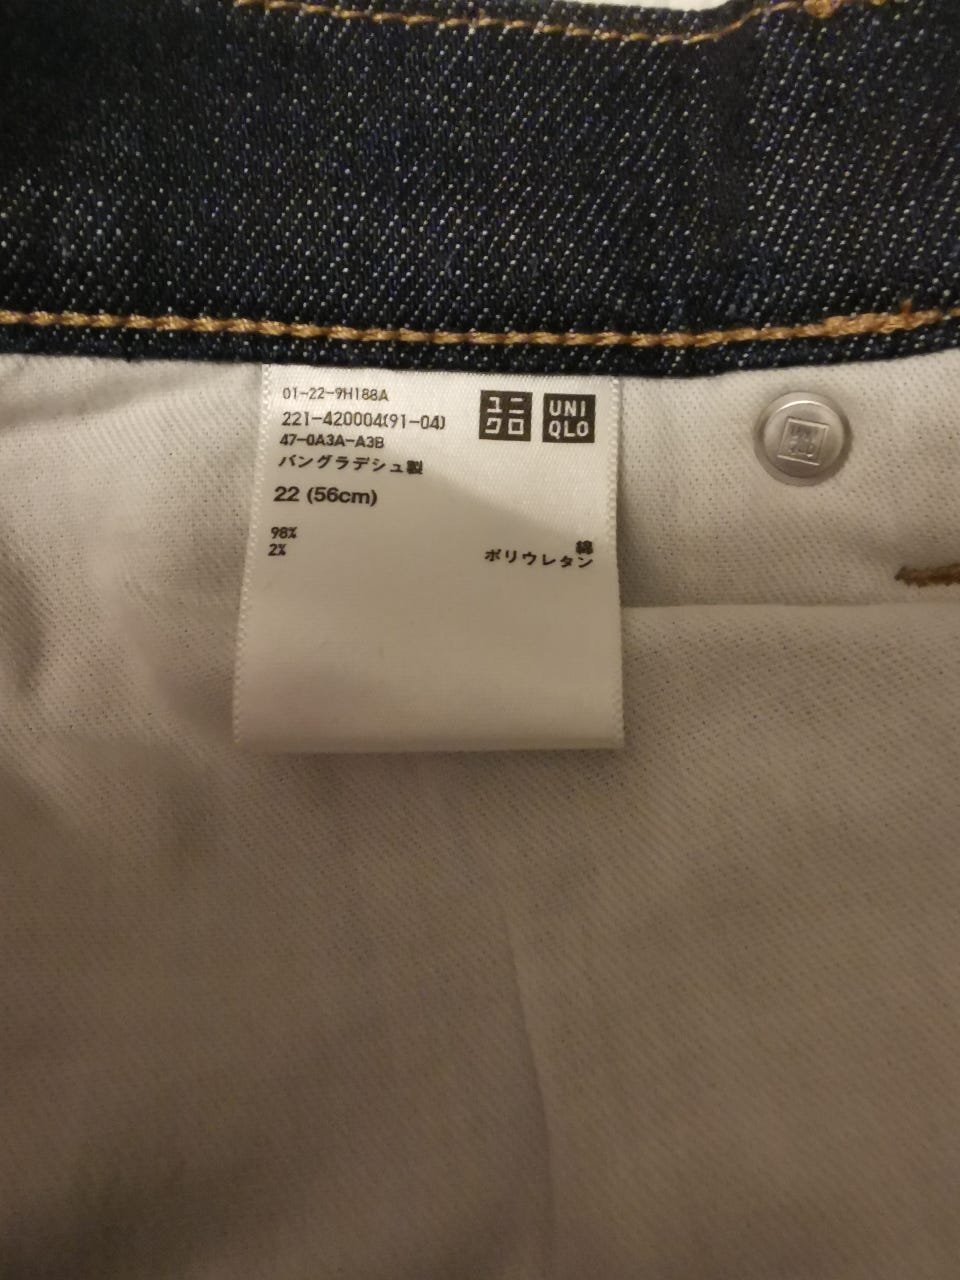 01-22-9H188A
221-420004(91-04)
47-0A3A-A3B
バングラデシュ製
22 (56cm)
ユニ
クロ
UNI
QLO
98% 綿
2% ポリウレタン